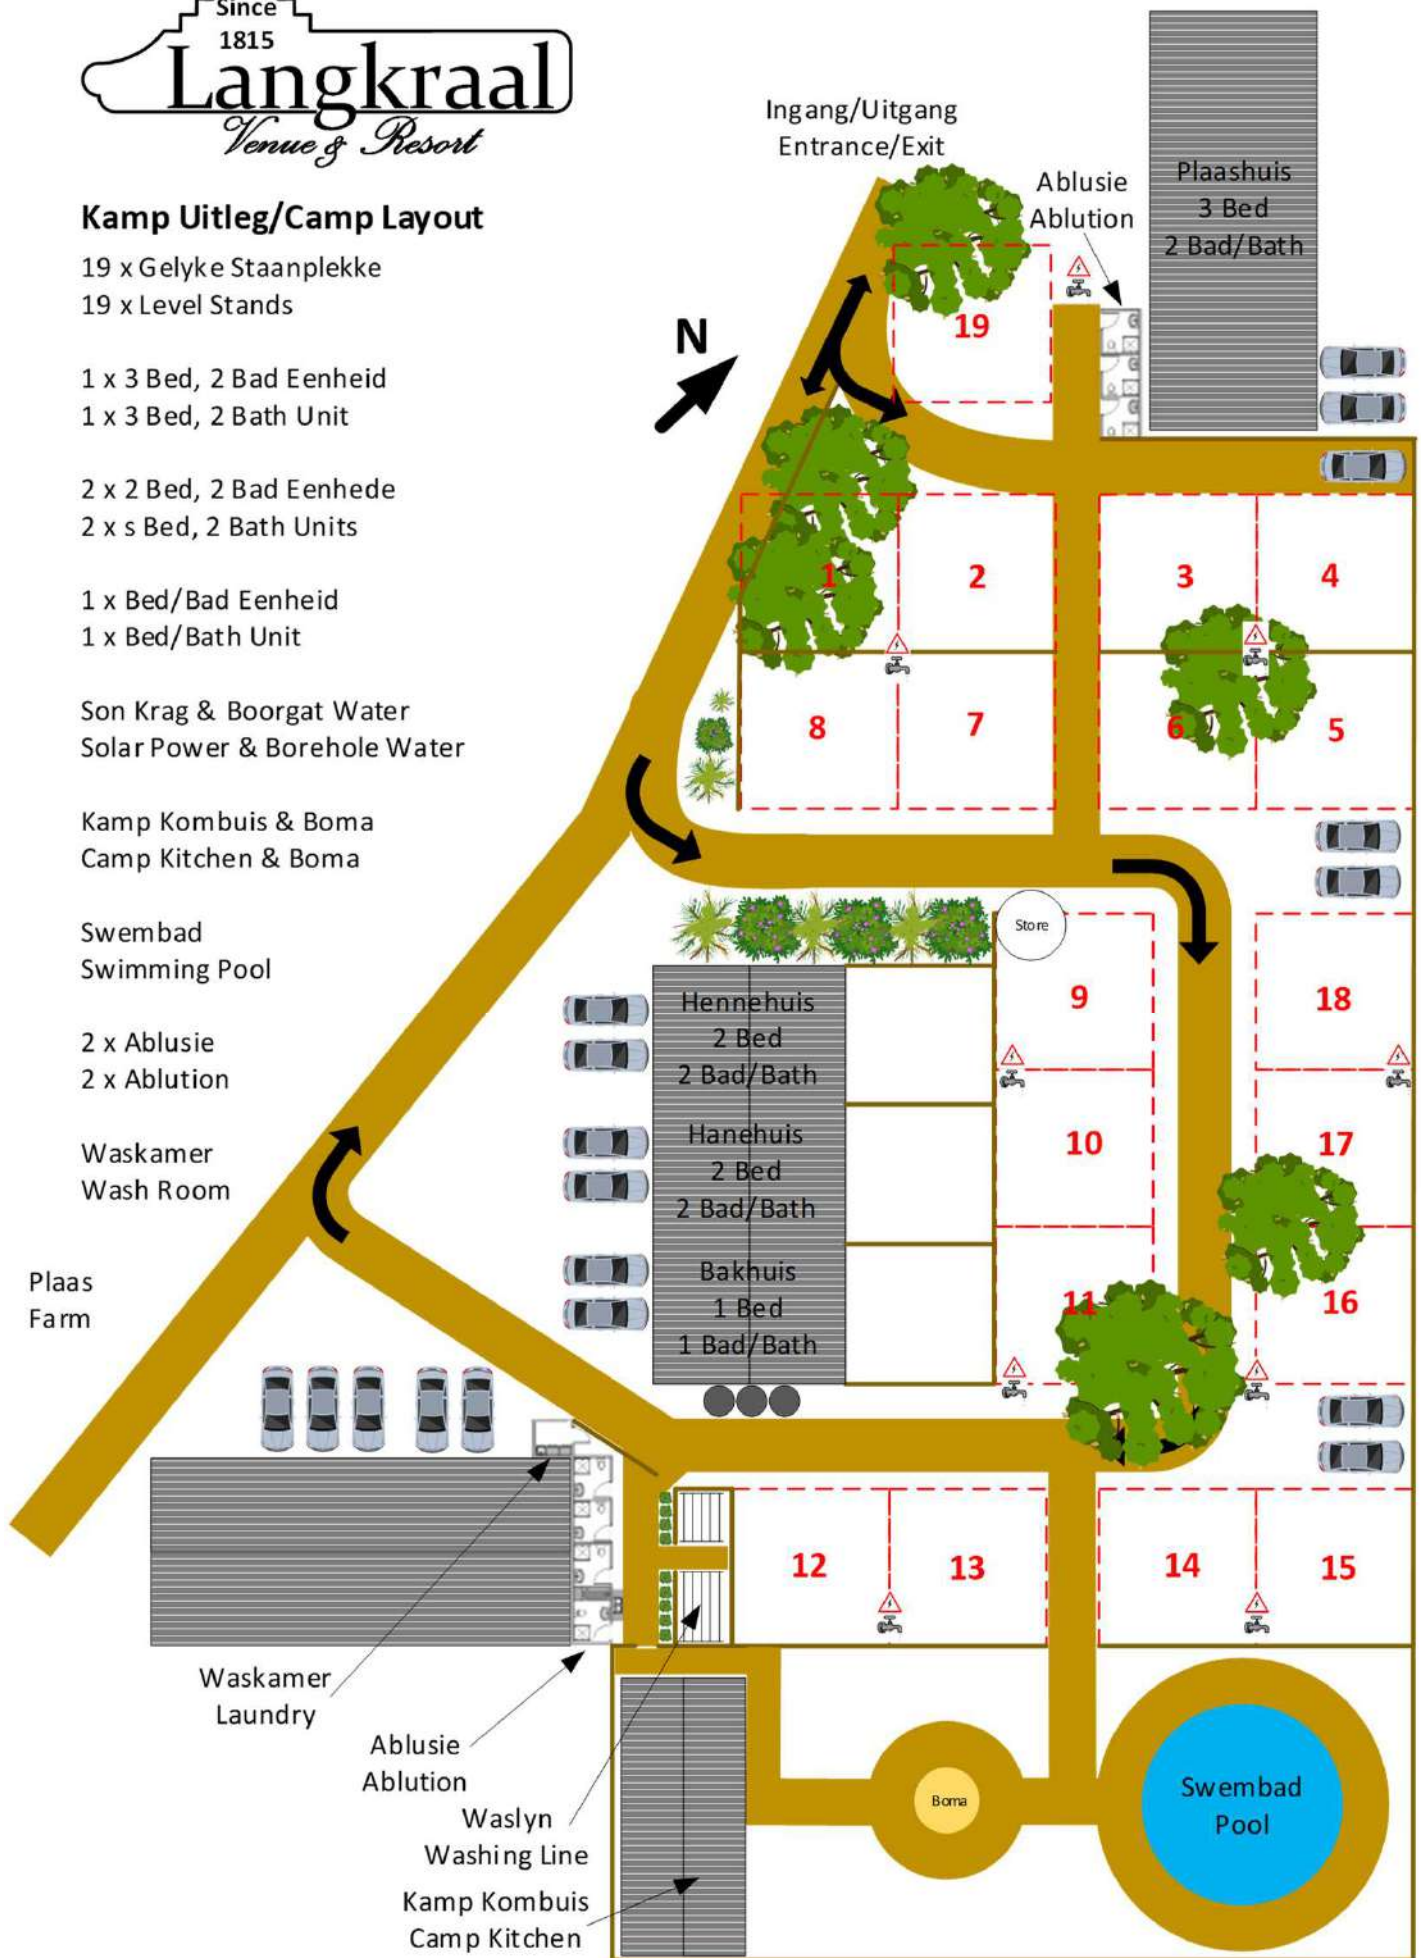 Since
1815
Langkraal
Venue & Resort
Kamp Uitleg/Camp Layout
19 x Gelyke Staanplekke
19 x Level Stands
1 x 3 Bed, 2 Bad Eenheid
1 x 3 Bed, 2 Bath Unit
2 x 2 Bed, 2 Bad Eenhede
2 x s Bed, 2 Bath Units
1 x Bed/Bad Eenheid
1 x Bed/Bath Unit
Son Krag & Boorgat Water
Solar Power & Borehole Water
Kamp Kombuis & Boma
Camp Kitchen & Boma
Swembad
Swimming Pool
2 x Ablusie
2 x Ablution
Waskamer
Wash Room
Plaas
Farm
Ingang/Uitgang
Entrance/Exit
Ablusie
Ablution
Plaashuis
3 Bed
2 Bad/Bath
N
19
1
2
3
4
8
7
6
5
Store
9
18
Hennehuis
2 Bed
2 Bad/Bath
10
17
Hanehuis
2 Bed
2 Bad/Bath
11
16
Bakhuis
1 Bed
1 Bad/Bath
12
13
14
15
Waskamer
Laundry
Ablusie
Ablution
Waslyn
Washing Line
Kamp Kombuis
Camp Kitchen
Boma
Swembad
Pool